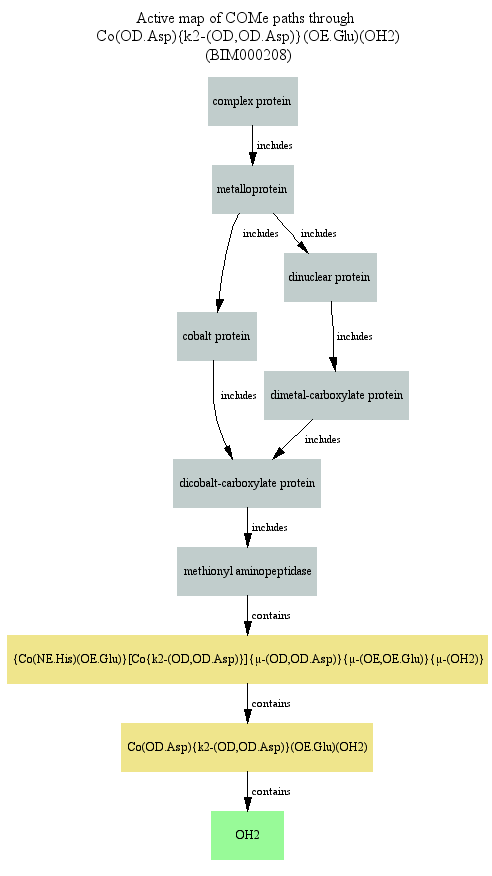 Active map of COMe paths through
Co(OD.Asp){k2-(OD,OD.Asp)}(OE.Glu)(OH2)
(BIM000208)
complex protein
includes
metalloprotein
includes
includes
dinuclear protein
cobalt protein
includes
dimetal-carboxylate protein
includes
includes
dicobalt-carboxylate protein
includes
methionyl aminopeptidase
contains
{Co(NE.His)(OE.Glu)}[Co{k2-(OD,OD.Asp)}]{μ-(OD,OD.Asp)}{μ-(OE,OE.Glu)}{μ-(OH2)}
contains
Co(OD.Asp){k2-(OD,OD.Asp)}(OE.Glu)(OH2)
contains
OH2